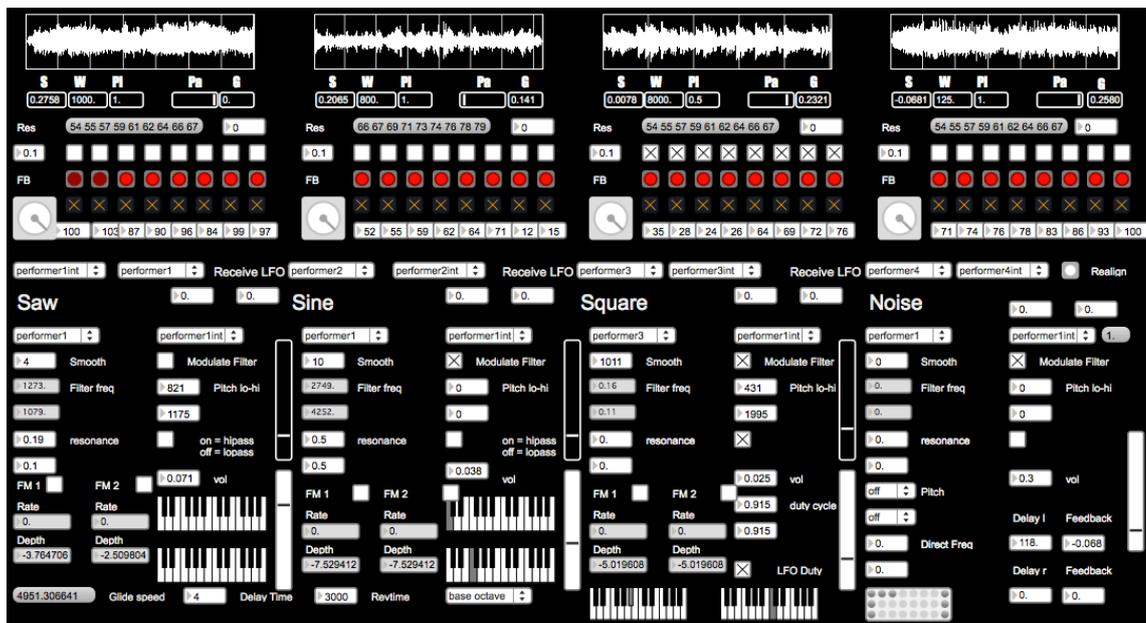 S W Pl Pa G S W Pl Pa G S W Pl Pa G S W Pl Pa G
0.2758 1000. 1. 0. 0.2065 800. 1. 0.141 0.0078 8000. 0.5 0.2321 -0.0681 125. 1. 0.2580
Res 54 55 57 59 61 62 64 66 67 0 Res 66 67 69 71 73 74 76 78 79 0 Res 54 55 57 59 61 62 64 66 67 0 Res 54 55 57 59 61 62 64 66 67 0
0.1 0.1 0.1 0.1
FB FB FB FB
100 103 87 90 96 84 99 97 52 55 59 62 64 71 12 15 35 28 24 26 64 69 72 76 71 74 76 78 83 86 93 100
performer1int performer1 Receive LFO performer2 performer2int Receive LFO performer3 performer3int Receive LFO performer4 performer4int Realign
Saw 0. 0. Sine 0. 0. Square 0. 0. Noise 0. 0.
performer1 performer1int performer1 performer1int performer3 performer1int performer1 performer1int 1.
4 Smooth Modulate Filter 10 Smooth Modulate Filter 1011 Smooth Modulate Filter 0 Smooth Modulate Filter
1273. Filter freq 821 Pitch lo-hi 2749. Filter freq 0 Pitch lo-hi 0.16 Filter freq 431 Pitch lo-hi 0. Filter freq 0 Pitch lo-hi
1079. 1175 4252. 0 0.11 1995 0. 0
0.19 resonance on = hipass 0.5 resonance on = hipass 0. resonance 0. resonance
off = lopass off = lopass
0.1 0.071 vol 0.5 0.038 vol 0. 0.025 vol 0. 0.3 vol
FM 1 FM 2 FM 1 FM 2 FM 1 FM 2 0.915 duty cycle off Pitch
Rate Rate Rate Rate Rate Rate 0.915 off Delay l Feedback
0. 0. 0. 0. 0. 0. 0. Direct Freq 118. -0.068
Depth Depth Depth Depth Depth Depth
-3.764706 -2.509804 -7.529412 -7.529412 -5.019608 -5.019608 LFO Duty 0. Delay r Feedback
4951.306641 Glide speed 4 Delay Time 3000 Revtime base octave 0. 0.